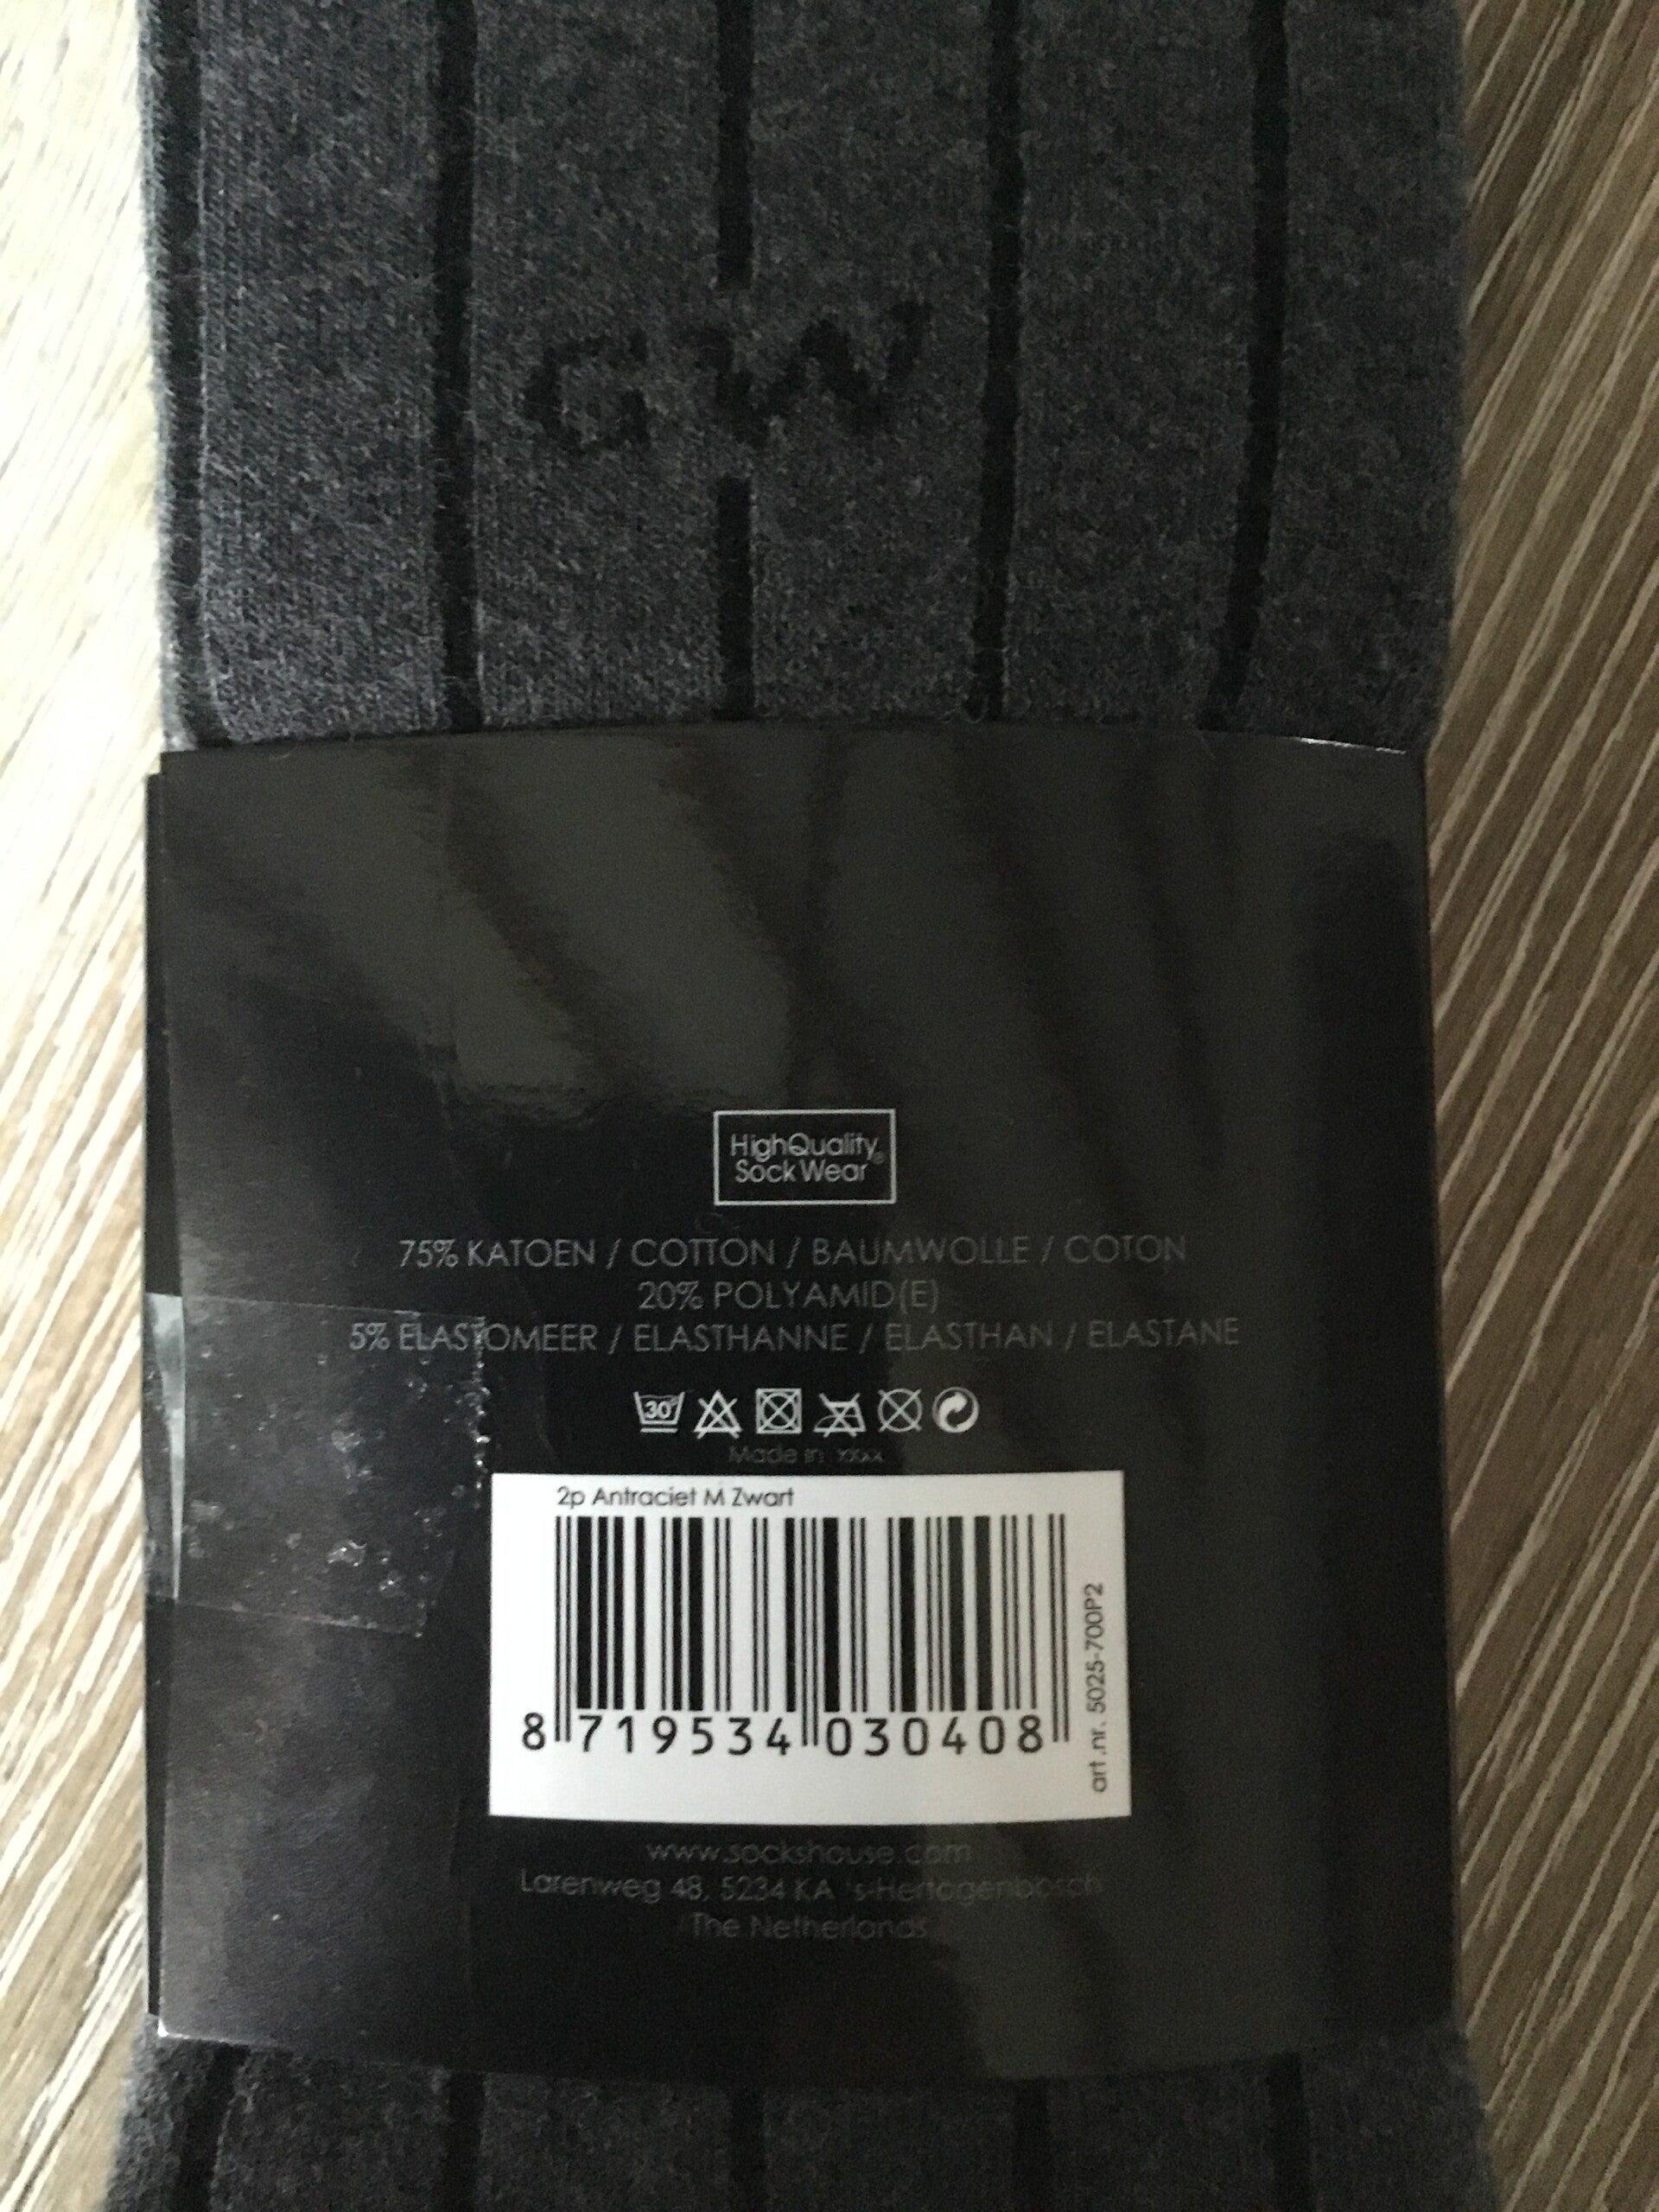 GW
HighQuality®
Sock Wear
75% KATOEN / COTTON / BAUMWOLLE / COTON
20% POLYAMID(E)
5% ELASTOMEER / ELASTHANNE / ELASTHAN / ELASTANE
30°
Made in xxxx
2p Antraciet M Zwart
8 719534 030408
art.nr. 5025-700P2
www.sockshouse.com
Larenweg 48, 5234 KA 's-Hertogenbosch
The Netherlands